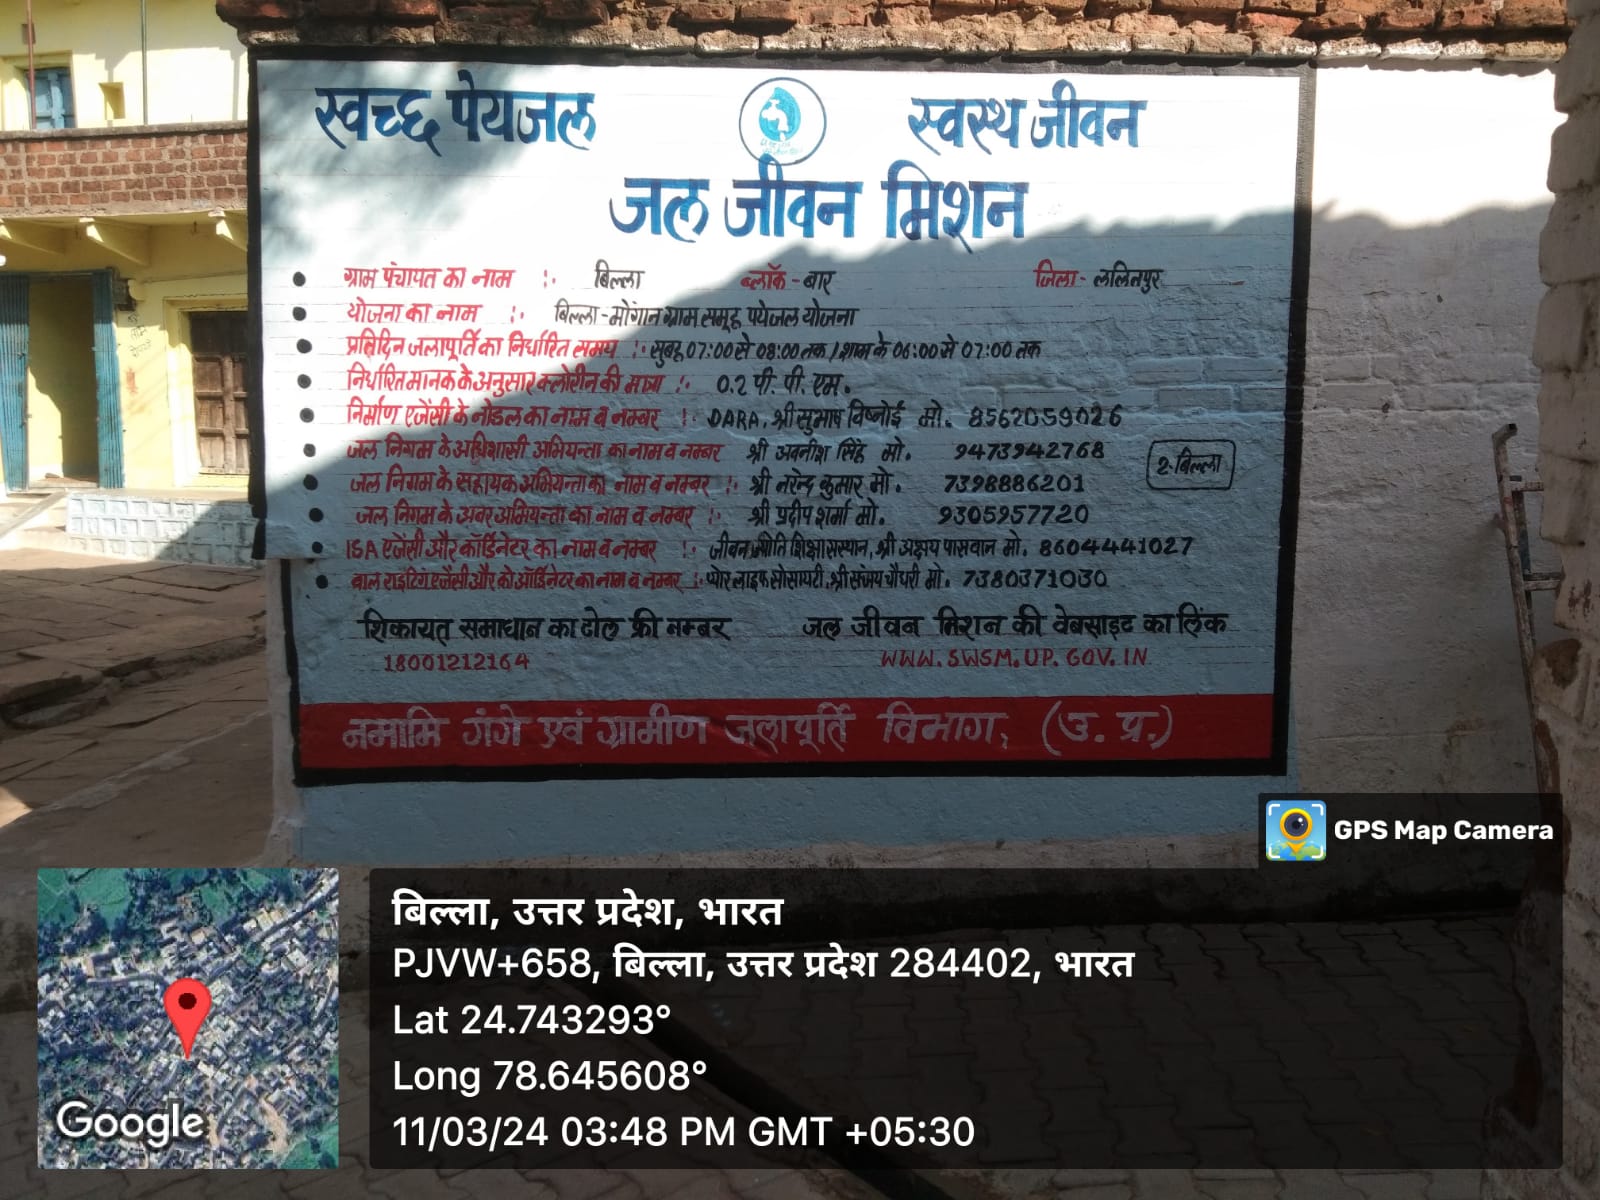 स्वच्छ पेयजल स्वस्थ जीवन
जल जीवन मिशन
ग्राम पंचायत का नाम :- बिल्ला ब्लॉक - बार जिला - ललितपुर
योजना का नाम :- बिल्ला-मोगांन ग्राम समूह पयेजल योजना
प्रतिदिन जलापूर्ति का निर्धारित समय :- सुबह 07:00 से 08:00 तक / शाम के 06:00 से 07:00 तक
निर्धारित मानक के अनुसार क्लोरीन की मात्रा :- 0.2 पी. पी. एम.
निर्माण एजेंसी के नोडल का नाम व नम्बर :- DARA, श्री सुभाष विष्नोई मो. 8562059026
जल निगम के अधिशासी अभियन्ता का नाम व नम्बर श्री अवनीश सिंह मो. 9473942768
2-बिल्ला
जल निगम के सहायक अभियन्ता का नाम व नम्बर :- श्री नरेन्द्र कुमार मो. 7398886201
जल निगम के अवर अभियन्ता का नाम व नम्बर :- श्री प्रदीप शर्मा मो. 9305957720
ISA एजेंसी और कॉर्डिनेटर का नाम व नम्बर :- जीवन ज्योति शिक्षा संस्थान, श्री अक्षय पासवान मो. 8604441027
वाल राइटिंग एजेंसी और को ऑर्डिनेटर का नाम व नम्बर :- प्योर लाइफ सोसायटी, श्री संजय चौधरी मो. 7380371030
शिकायत समाधान का टोल फ्री नम्बर जल जीवन मिशन की वेबसाइट का लिंक
18001212164 WWW.SWSM.UP.GOV.IN
नमामि गंगे एवं ग्रामीण जलापूर्ति विभाग, (उ. प्र.)
GPS Map Camera
बिल्ला, उत्तर प्रदेश, भारत
PJVW+658, बिल्ला, उत्तर प्रदेश 284402, भारत
Lat 24.743293°
Long 78.645608°
11/03/24 03:48 PM GMT +05:30
Google